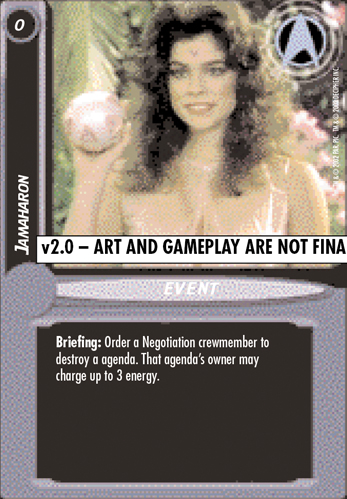 0
JAMAHARON
v2.0 – ART AND GAMEPLAY ARE NOT FINA
EVENT
Briefing: Order a Negotiation crewmember to
destroy a agenda. That agenda's owner may
charge up to 3 energy.